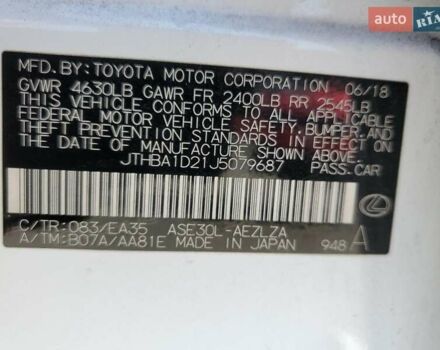 auto RIA
MFD.BY:TOYOTA MOTOR CORPORATION 06/18
GVWR 4630LB GAWR FR 2400LB RR 2545LB
THIS VEHICLE CONFORMS TO ALL APPLICABLE
FEDERAL MOTOR VEHICLE SAFETY,BUMPER,AND
THEFT PREVENTION STANDARDS IN EFFECT ON
THE DATE OF MANUFACTURE SHOWN ABOVE.
JTHBA1D21J5079687 PASS.CAR
C/TR:083/EA35 ASE30L-AEZLZA
A/TM:B07A/AA81E MADE IN JAPAN 948 A